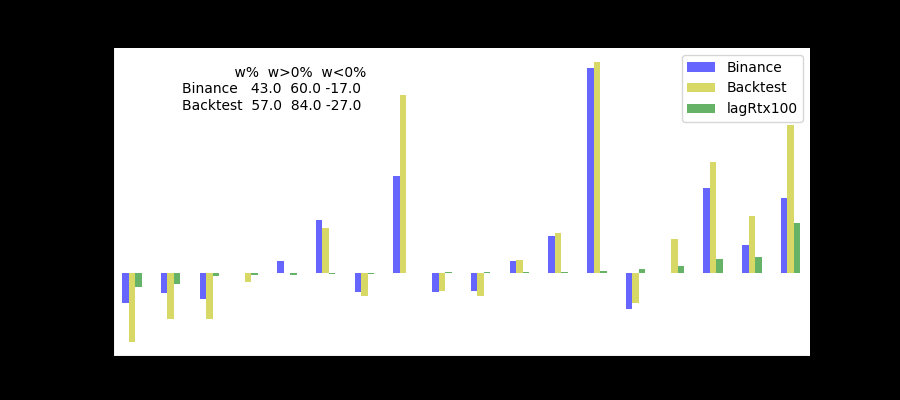 w% w>0% w<0%
Binance 43.0 60.0 -17.0
Backtest 57.0 84.0 -27.0
Binance
Backtest
lagRtx100